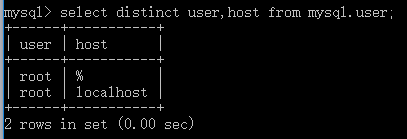 mysql> select distinct user,host from mysql.user;
+------+-----------+
| user | host      |
+------+-----------+
| root | %         |
| root | localhost |
+------+-----------+
2 rows in set (0.00 sec)